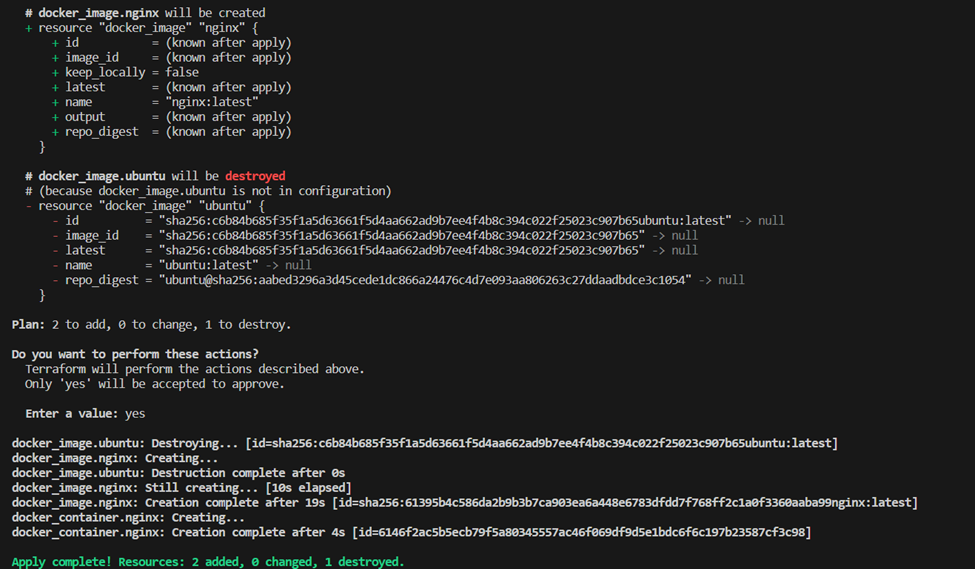 # docker_image.nginx will be created
+ resource "docker_image" "nginx" {
+ id = (known after apply)
+ image_id = (known after apply)
+ keep_locally = false
+ latest = (known after apply)
+ name = "nginx:latest"
+ output = (known after apply)
+ repo_digest = (known after apply)
}
# docker_image.ubuntu will be destroyed
# (because docker_image.ubuntu is not in configuration)
- resource "docker_image" "ubuntu" {
- id = "sha256:c6b84b685f35f1a5d63661f5d4aa662ad9b7ee4f4b8c394c022f25023c907b65ubuntu:latest" -> null
- image_id = "sha256:c6b84b685f35f1a5d63661f5d4aa662ad9b7ee4f4b8c394c022f25023c907b65" -> null
- latest = "sha256:c6b84b685f35f1a5d63661f5d4aa662ad9b7ee4f4b8c394c022f25023c907b65" -> null
- name = "ubuntu:latest" -> null
- repo_digest = "ubuntu@sha256:aabed3296a3d45cede1dc866a24476c4d7e093aa806263c27ddaadbdce3c1054" -> null
}
Plan: 2 to add, 0 to change, 1 to destroy.
Do you want to perform these actions?
Terraform will perform the actions described above.
Only 'yes' will be accepted to approve.
Enter a value: yes
docker_image.ubuntu: Destroying... [id=sha256:c6b84b685f35f1a5d63661f5d4aa662ad9b7ee4f4b8c394c022f25023c907b65ubuntu:latest]
docker_image.nginx: Creating...
docker_image.ubuntu: Destruction complete after 0s
docker_image.nginx: Still creating... [10s elapsed]
docker_image.nginx: Creation complete after 19s [id=sha256:61395b4c586da2b9b3b7ca903ea6a448e6783dfdd7f768ff2c1a0f3360aaba99nginx:latest]
docker_container.nginx: Creating...
docker_container.nginx: Creation complete after 4s [id=6146f2ac5b5ecb79f5a80345557ac46f069df9d5e1bdc6f6c197b23587cf3c98]
Apply complete! Resources: 2 added, 0 changed, 1 destroyed.